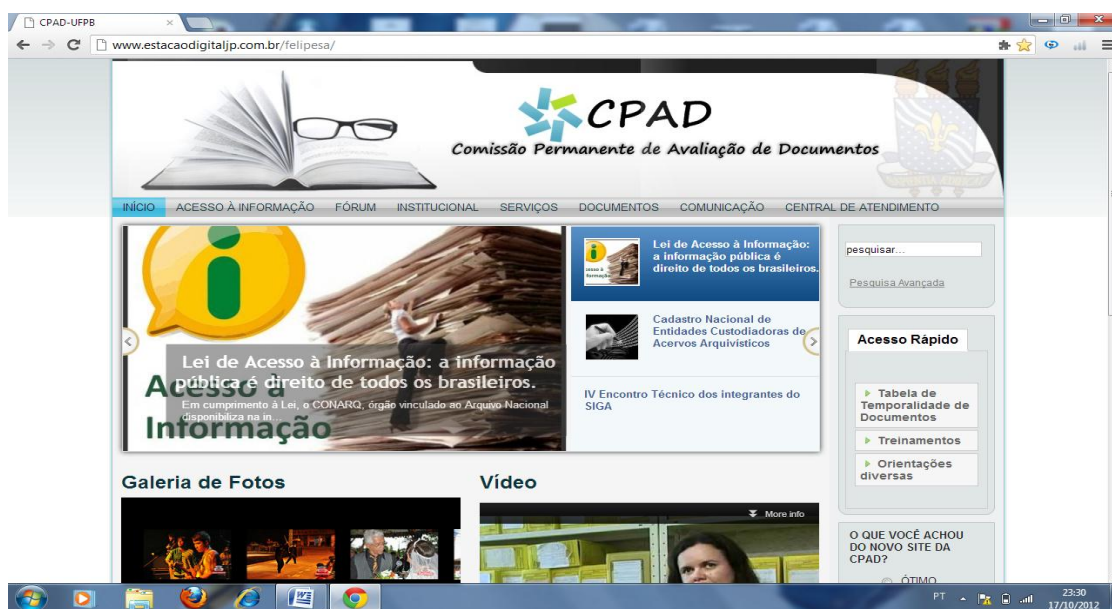 CPAD-UFPB
www.estacaodigitaljp.com.br/felipesa/
CPAD
Comissão Permanente de Avaliação de Documentos
INÍCIO ACESSO À INFORMAÇÃO FÓRUM INSTITUCIONAL SERVIÇOS DOCUMENTOS COMUNICAÇÃO CENTRAL DE ATENDIMENTO
Acesso à
Informação
Lei de Acesso à Informação: a informação
pública é direito de todos os brasileiros.
Em cumprimento à Lei, o CONARQ, órgão vinculado ao Arquivo Nacional
disponibiliza na in...
acesso à
Informação
Lei de Acesso à Informação:
a informação pública é
direito de todos os brasileiros.
Cadastro Nacional de
Entidades Custodiadoras de
Acervos Arquivísticos
IV Encontro Técnico dos integrantes do
SIGA
pesquisar...
Pesquisa Avançada
Acesso Rápido
Tabela de
Temporalidade de
Documentos
Treinamentos
Orientações
diversas
Galeria de Fotos
Vídeo
More info
O QUE VOCÊ ACHOU
DO NOVO SITE DA
CPAD?
ÓTIMO
PT
23:30
17/10/2012